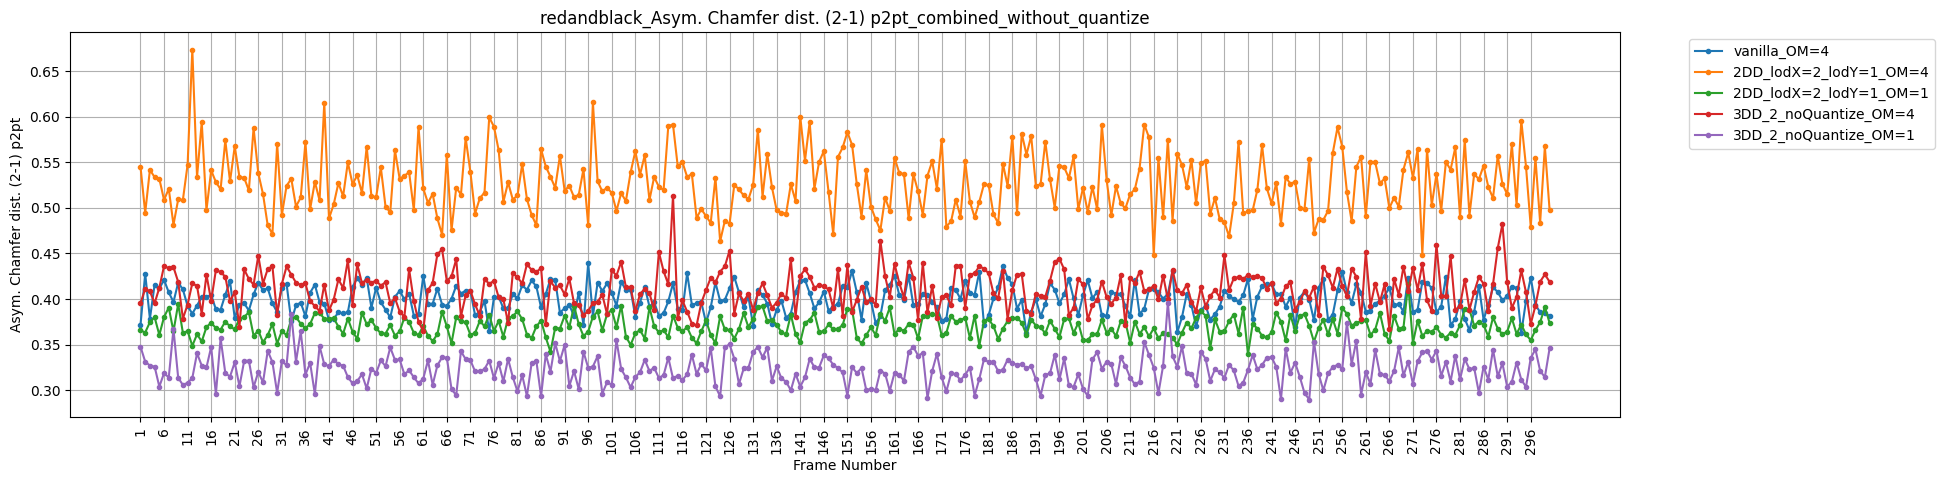 redandblack_Asym. Chamfer dist. (2-1) p2pt_combined_without_quantize
Asym. Chamfer dist. (2-1) p2pt
0.65
0.60
0.55
0.50
0.45
0.40
0.35
0.30
1 6 11 16 21 26 31 36 41 46 51 56 61 66 71 76 81 86 91 96 101 106 111 116 121 126 131 136 141 146 151 156 161 166 171 176 181 186 191 196 201 206 211 216 221 226 231 236 241 246 251 256 261 266 271 276 281 286 291 296
Frame Number
vanilla_OM=4
2DD_lodX=2_lodY=1_OM=4
2DD_lodX=2_lodY=1_OM=1
3DD_2_noQuantize_OM=4
3DD_2_noQuantize_OM=1